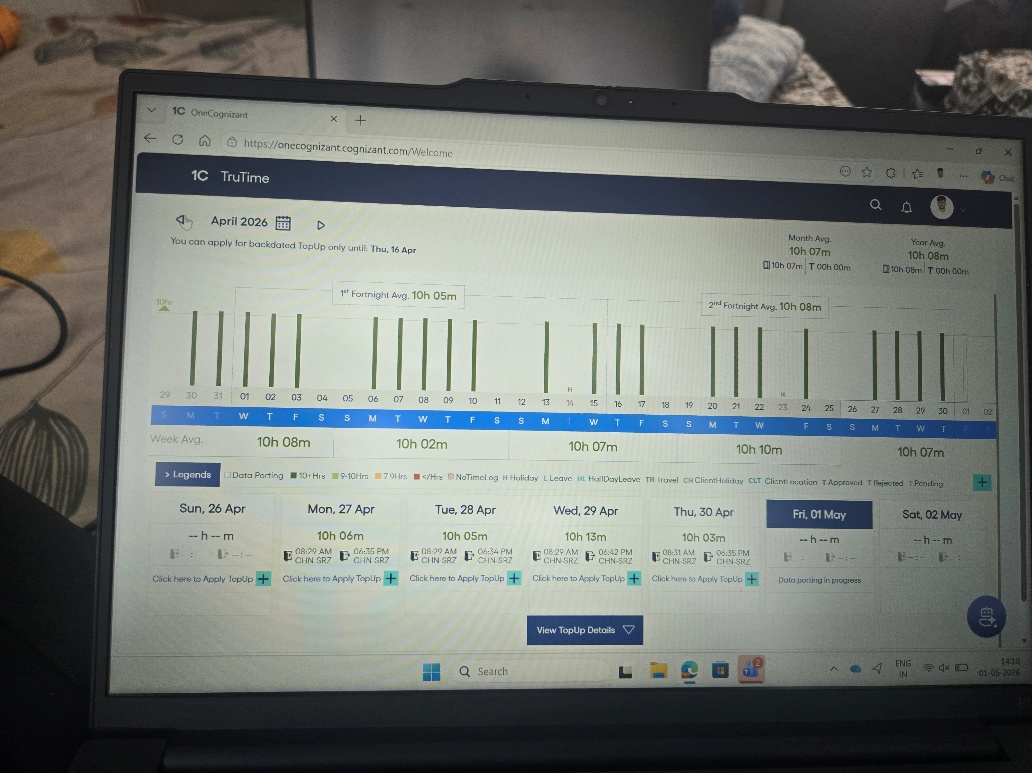 1C OneCognizant
https://onecognizant.cognizant.com/Welcome
Chat
1C TruTime
April 2026
You can apply for backdated TopUp only until: Thu, 16 Apr
Month Avg.
10h 07m
10h 07m T 00h 00m
Year Avg.
10h 08m
10h 08m T 00h 00m
10hr
1st Fortnight Avg. 10h 05m
2nd Fortnight Avg. 10h 08m
H H
29 30 31 01 02 03 04 05 06 07 08 09 10 11 12 13 14 15 16 17 18 19 20 21 22 23 24 25 26 27 28 29 30 01 02
S M T W T F S S M T W T F S S M T W T F S S M T W T F S S M T W T F S
Week Avg. 10h 08m 10h 02m 10h 07m 10h 10m 10h 07m
> Legends Data Porting 10+Hrs 9-10Hrs 7 9Hrs NoTimeLog H Holiday L Leave HL HalfDayLeave TR Travel CH ClientHoliday CLT ClientLocation T Approved T Rejected T Pending
Sun, 26 Apr Mon, 27 Apr Tue, 28 Apr Wed, 29 Apr Thu, 30 Apr Fri, 01 May Sat, 02 May
-- h -- m 10h 06m 10h 05m 10h 13m 10h 03m -- h -- m -- h -- m
08:29 AM 06:35 PM 08:29 AM 06:34 PM 08:29 AM 06:42 PM 08:31 AM 06:35 PM
CHN-SRZ CHN-SRZ CHN-SRZ CHN-SRZ CHN-SRZ CHN-SRZ CHN-SRZ CHN-SRZ
Click here to Apply TopUp Click here to Apply TopUp Click here to Apply TopUp Click here to Apply TopUp Click here to Apply TopUp Data porting in progress
View TopUp Details
Search
2
ENG
IN
14:10
01-05-2026